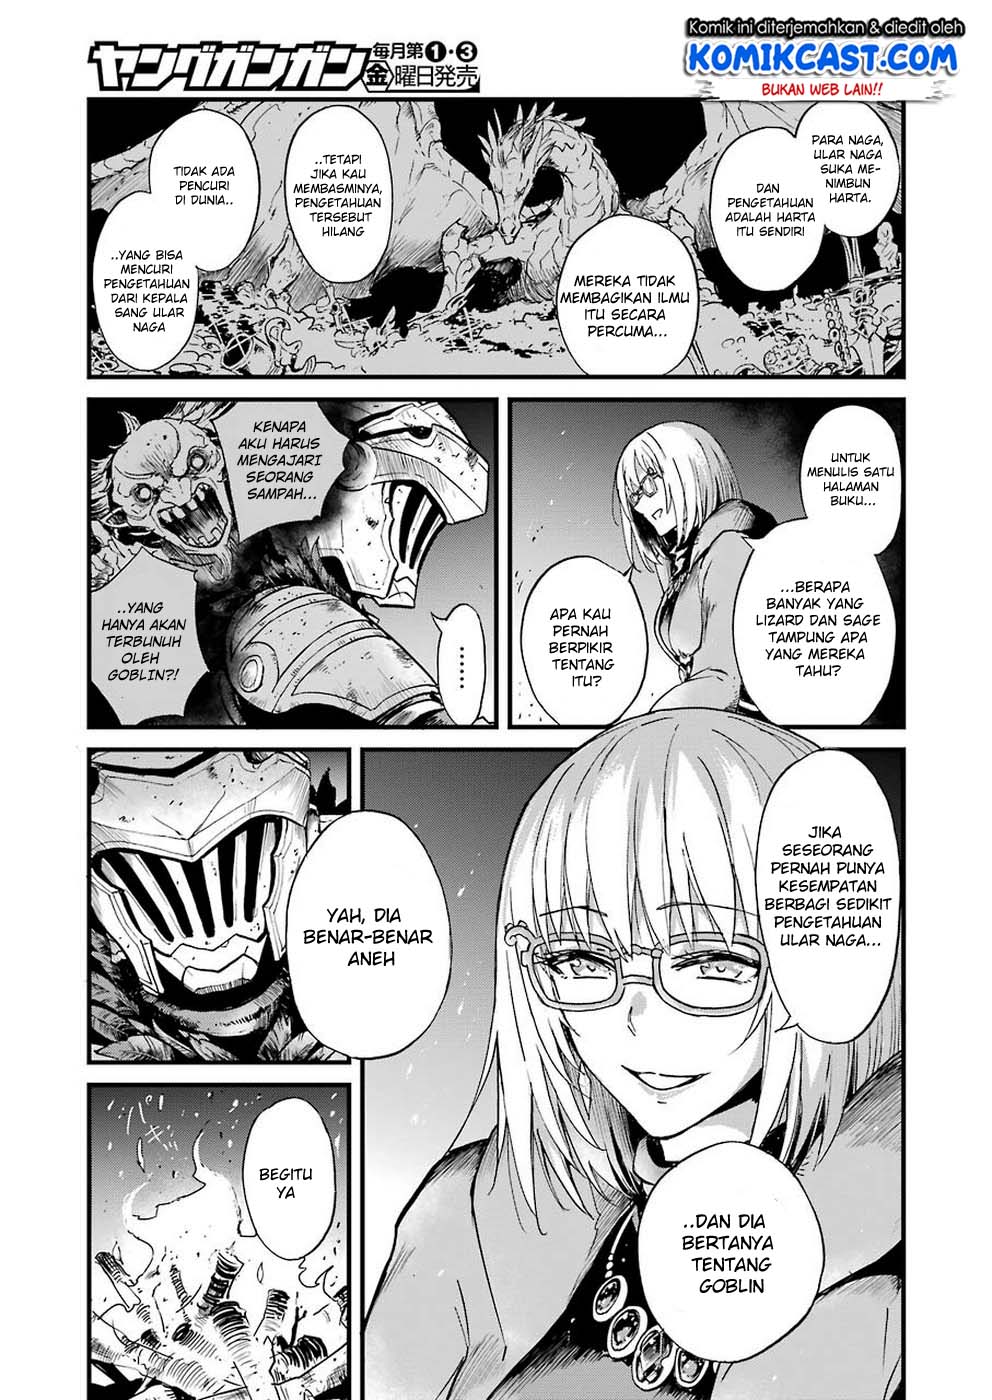 ヤングガンガン
毎月第1・3
金曜日発売
Komik ini diterjemahkan & diedit oleh
KOMIKCAST.COM
BUKAN WEB LAIN!!
PARA NAGA,
ULAR NAGA
SUKA ME-
NIMBUN
HARTA.
DAN
PENGETAHUAN
ADALAH HARTA
ITU SENDIRI
MEREKA TIDAK
MEMBAGIKAN ILMU
ITU SECARA
PERCUMA...
..TETAPI
JIKA KAU
MEMBASMINYA,
PENGETAHUAN
TERSEBUT
HILANG
TIDAK ADA
PENCURI
DI DUNIA..
..YANG BISA
MENCURI
PENGETAHUAN
DARI KEPALA
SANG ULAR
NAGA
UNTUK
MENULIS SATU
HALAMAN
BUKU...
...BERAPA
BANYAK YANG
LIZARD DAN SAGE
TAMPUNG APA
YANG MEREKA
TAHU?
APA KAU
PERNAH
BERPIKIR
TENTANG
ITU?
KENAPA
AKU HARUS
MENGAJARI
SEORANG
SAMPAH...
..YANG
HANYA AKAN
TERBUNUH
OLEH
GOBLIN?!
......
JIKA
SESEORANG
PERNAH PUNYA
KESEMPATAN
BERBAGI SEDIKIT
PENGETAHUAN
ULAR NAGA...
..DAN DIA
BERTANYA
TENTANG
GOBLIN
YAH, DIA
BENAR-BENAR
ANEH
パキッ
BEGITU
YA